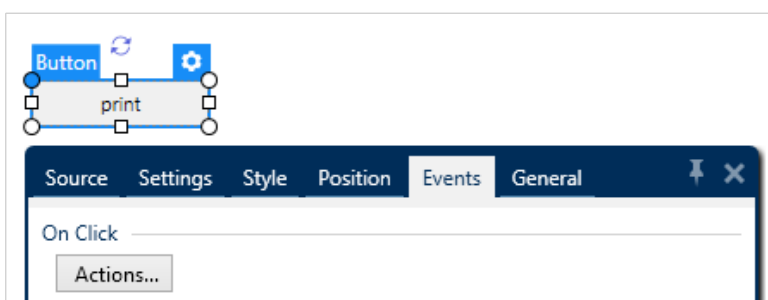 Button
print
Source Settings Style Position Events General
On Click
Actions...